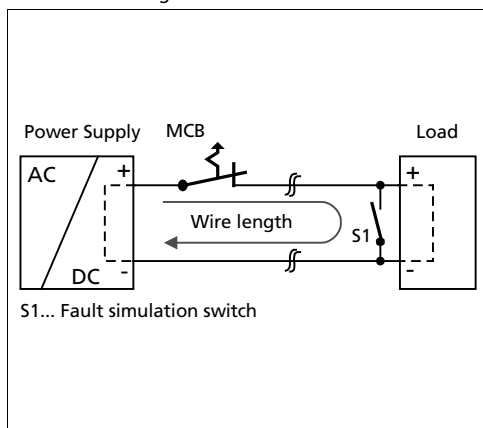 Power Supply MCB Load
AC + +
Wire length
S1
DC - -
S1... Fault simulation switch